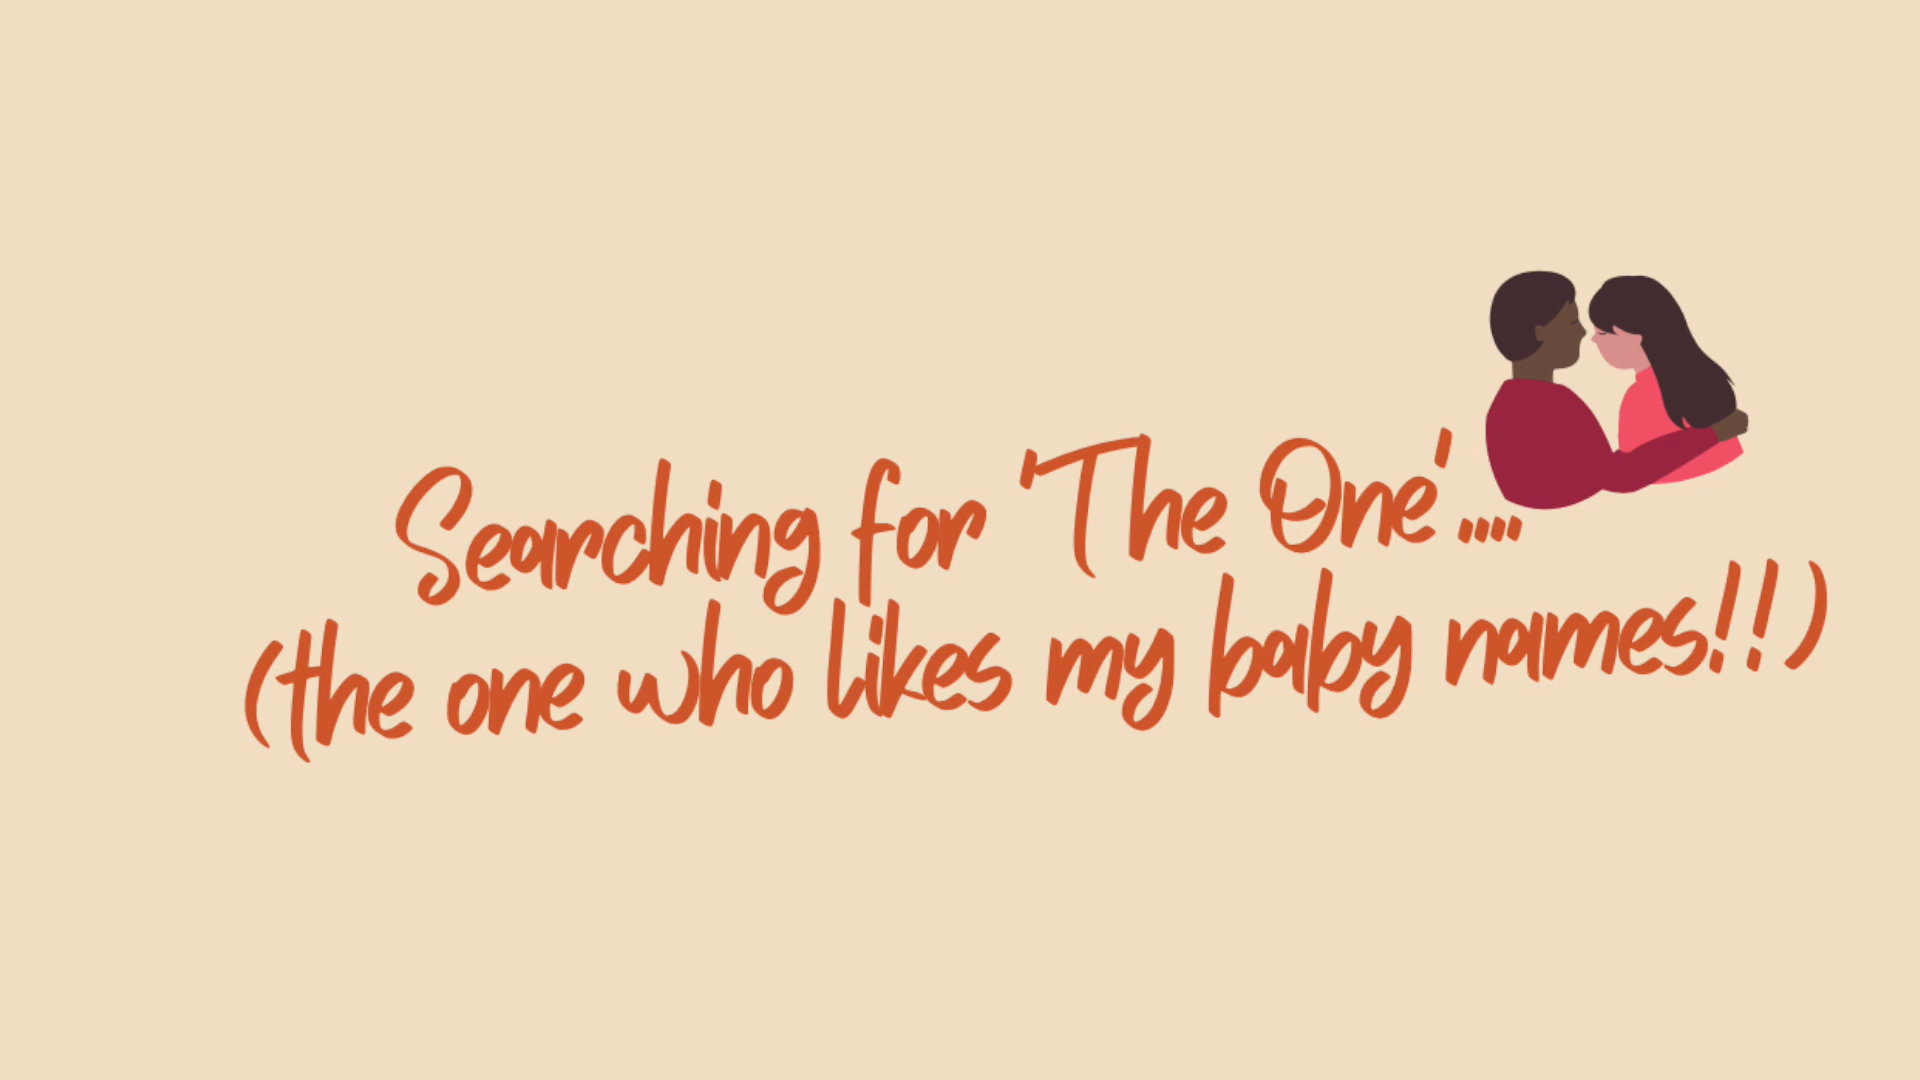 Searching for 'The One'....
(the one who likes my baby names!!)